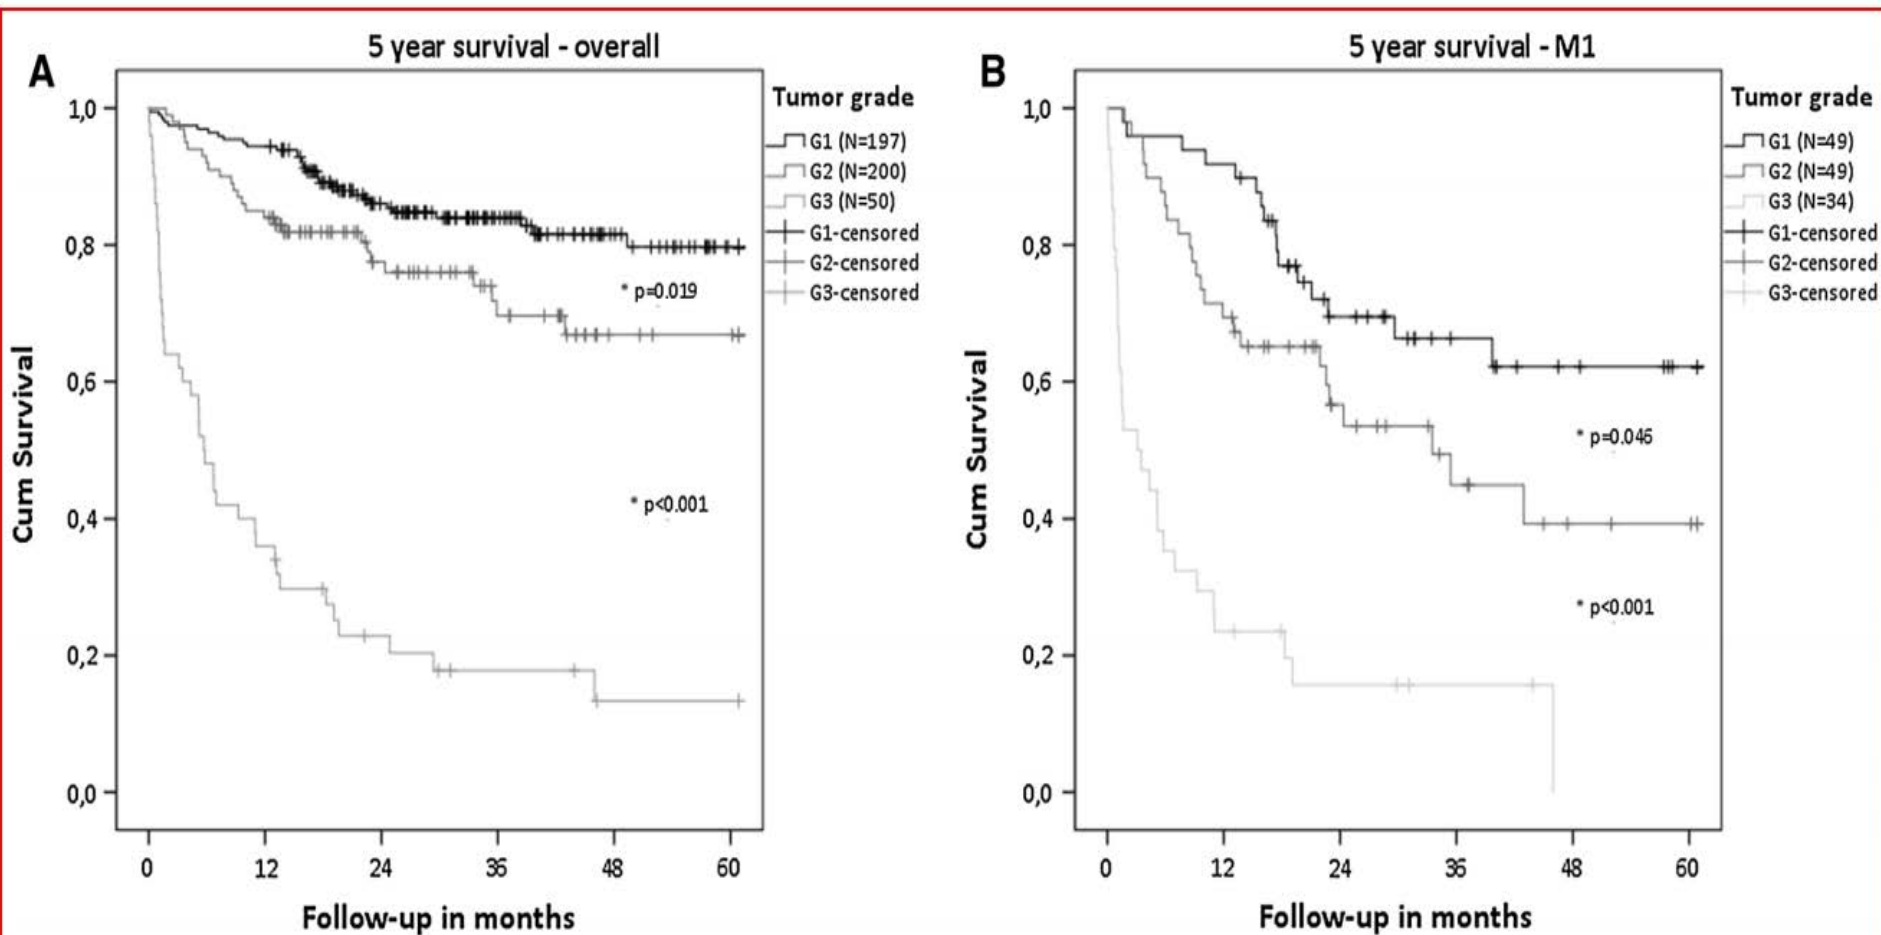 5 year survival - overall
A
Tumor grade
G1 (N=197)
G2 (N=200)
G3 (N=50)
G1-censored
G2-censored
G3-censored
1,0
0,8
0,6
0,4
0,2
0,0
Cum Survival
* p=0.019
* p<0.001
0 12 24 36 48 60
Follow-up in months
5 year survival - M1
B
Tumor grade
G1 (N=49)
G2 (N=49)
G3 (N=34)
G1-censored
G2-censored
G3-censored
1,0
0,8
0,6
0,4
0,2
0,0
Cum Survival
* p=0.046
* p<0.001
0 12 24 36 48 60
Follow-up in months